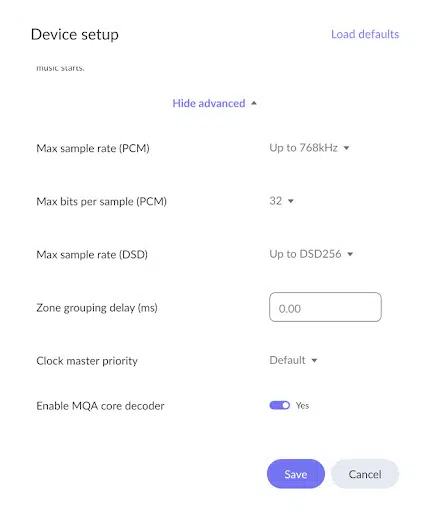 Device setup Load defaults
music starts.
Hide advanced
Max sample rate (PCM) Up to 768kHz
Max bits per sample (PCM) 32
Max sample rate (DSD) Up to DSD256
Zone grouping delay (ms) 0.00
Clock master priority Default
Enable MQA core decoder Yes
Save Cancel